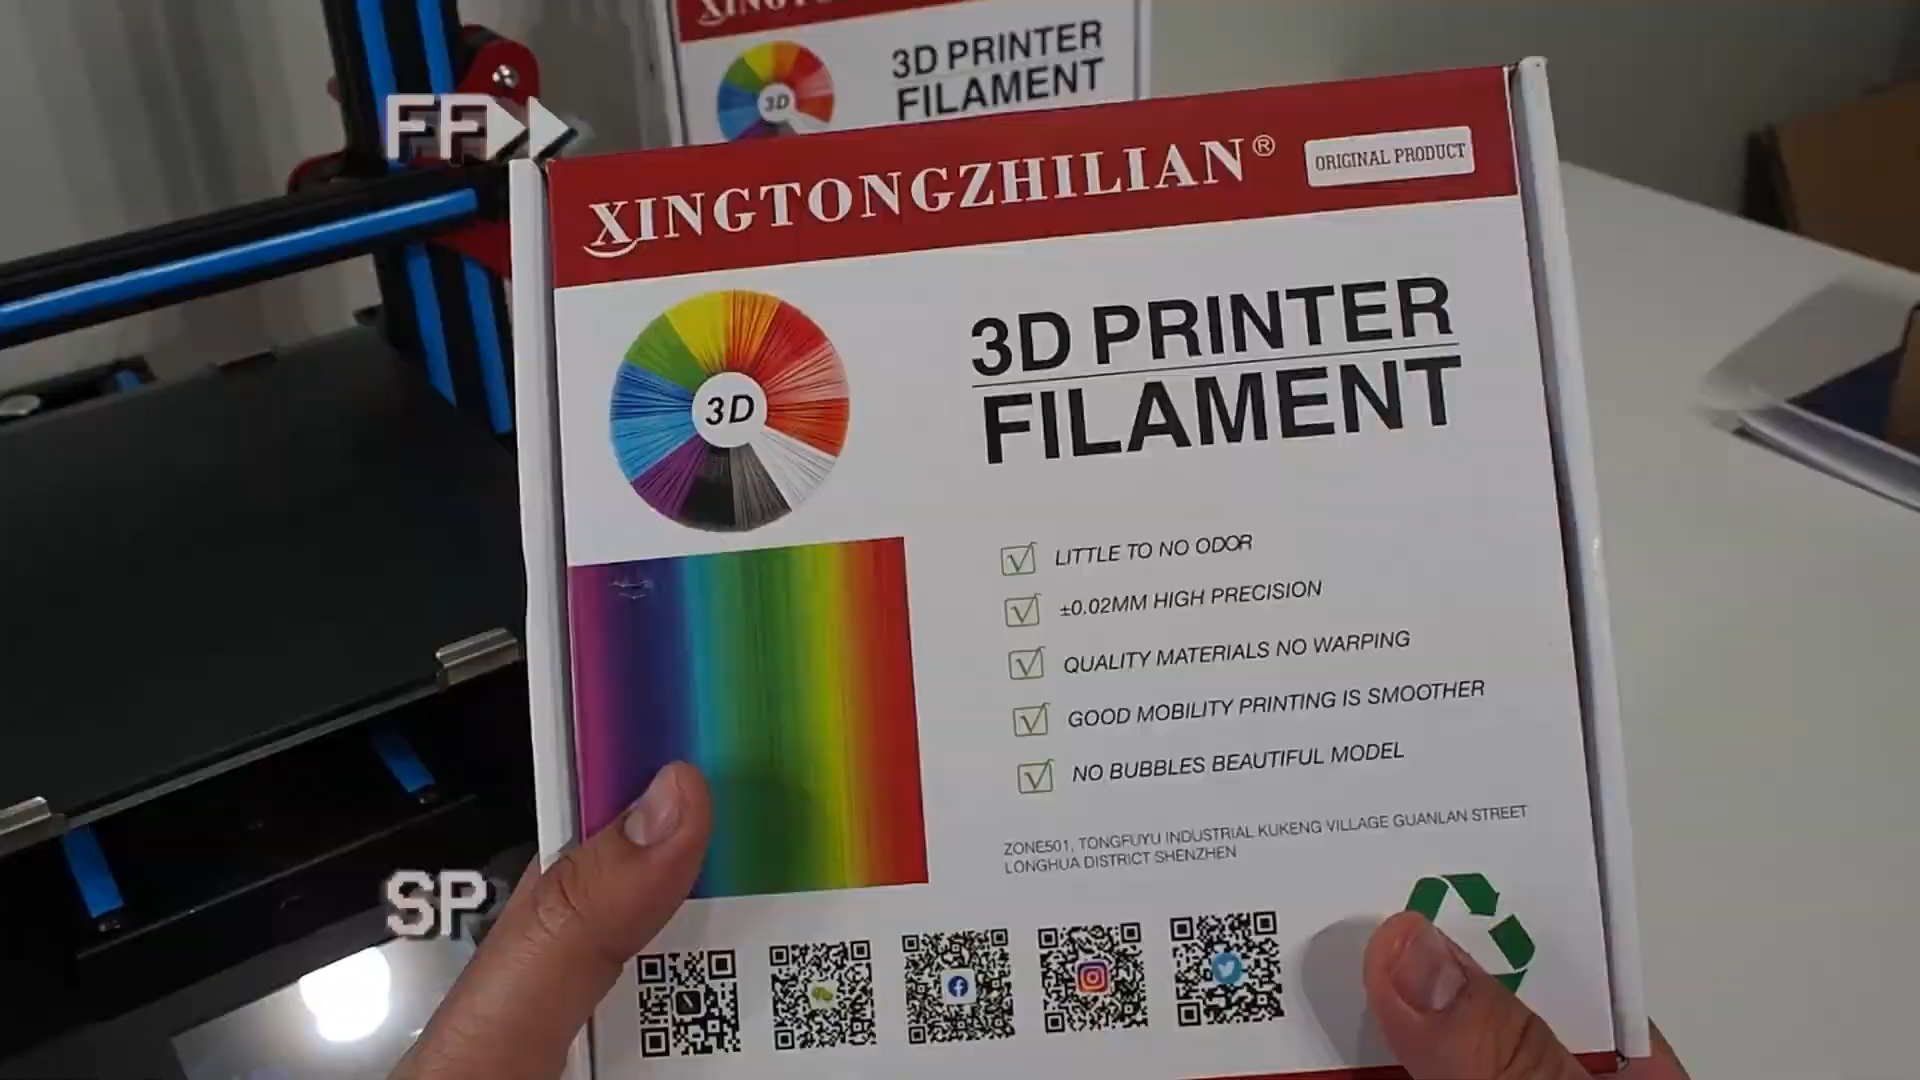 3D PRINTER
FILAMENT
3D
FF
XINGTONGZHILIAN®
ORIGINAL PRODUCT
3D
3D PRINTER
FILAMENT
LITTLE TO NO ODOR
±0.02MM HIGH PRECISION
QUALITY MATERIALS NO WARPING
GOOD MOBILITY PRINTING IS SMOOTHER
NO BUBBLES BEAUTIFUL MODEL
ZONE501, TONGFUYU INDUSTRIAL KUKENG VILLAGE GUANLAN STREET
LONGHUA DISTRICT SHENZHEN
SP